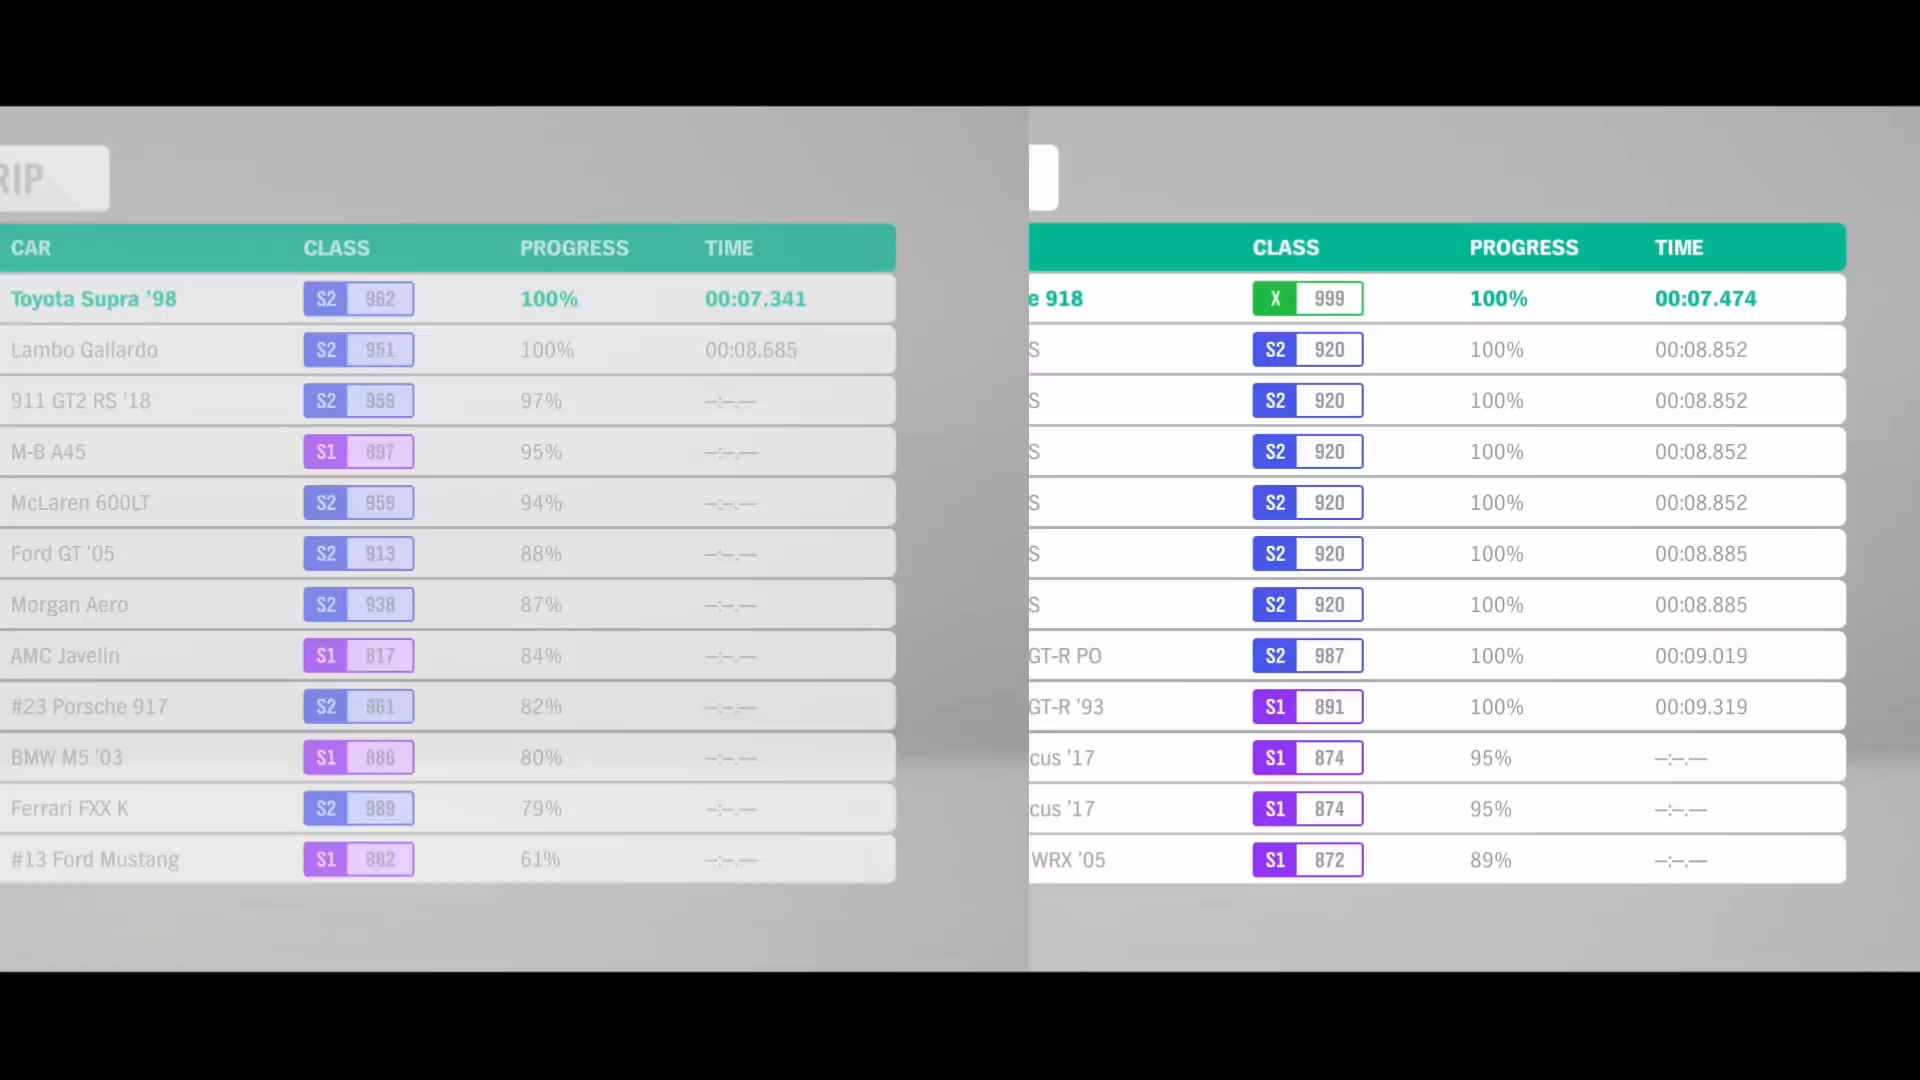 RIP
CAR CLASS PROGRESS TIME
Toyota Supra '98 S2 962 100% 00:07.341
Lambo Gallardo S2 951 100% 00:08.685
911 GT2 RS '18 S2 959 97% --:--.---
M-B A45 S1 897 95% --:--.---
McLaren 600LT S2 959 94% --:--.---
Ford GT '05 S2 913 88% --:--.---
Morgan Aero S2 938 87% --:--.---
AMC Javelin S1 817 84% --:--.---
#23 Porsche 917 S2 961 82% --:--.---
BMW M5 '03 S1 886 80% --:--.---
Ferrari FXX K S2 989 79% --:--.---
#13 Ford Mustang S1 882 61% --:--.---
CLASS PROGRESS TIME
e 918 X 999 100% 00:07.474
S S2 920 100% 00:08.852
S S2 920 100% 00:08.852
S S2 920 100% 00:08.852
S S2 920 100% 00:08.852
S S2 920 100% 00:08.885
S S2 920 100% 00:08.885
GT-R PO S2 987 100% 00:09.019
GT-R '93 S1 891 100% 00:09.319
cus '17 S1 874 95% --:--.---
cus '17 S1 874 95% --:--.---
WRX '05 S1 872 89% --:--.---